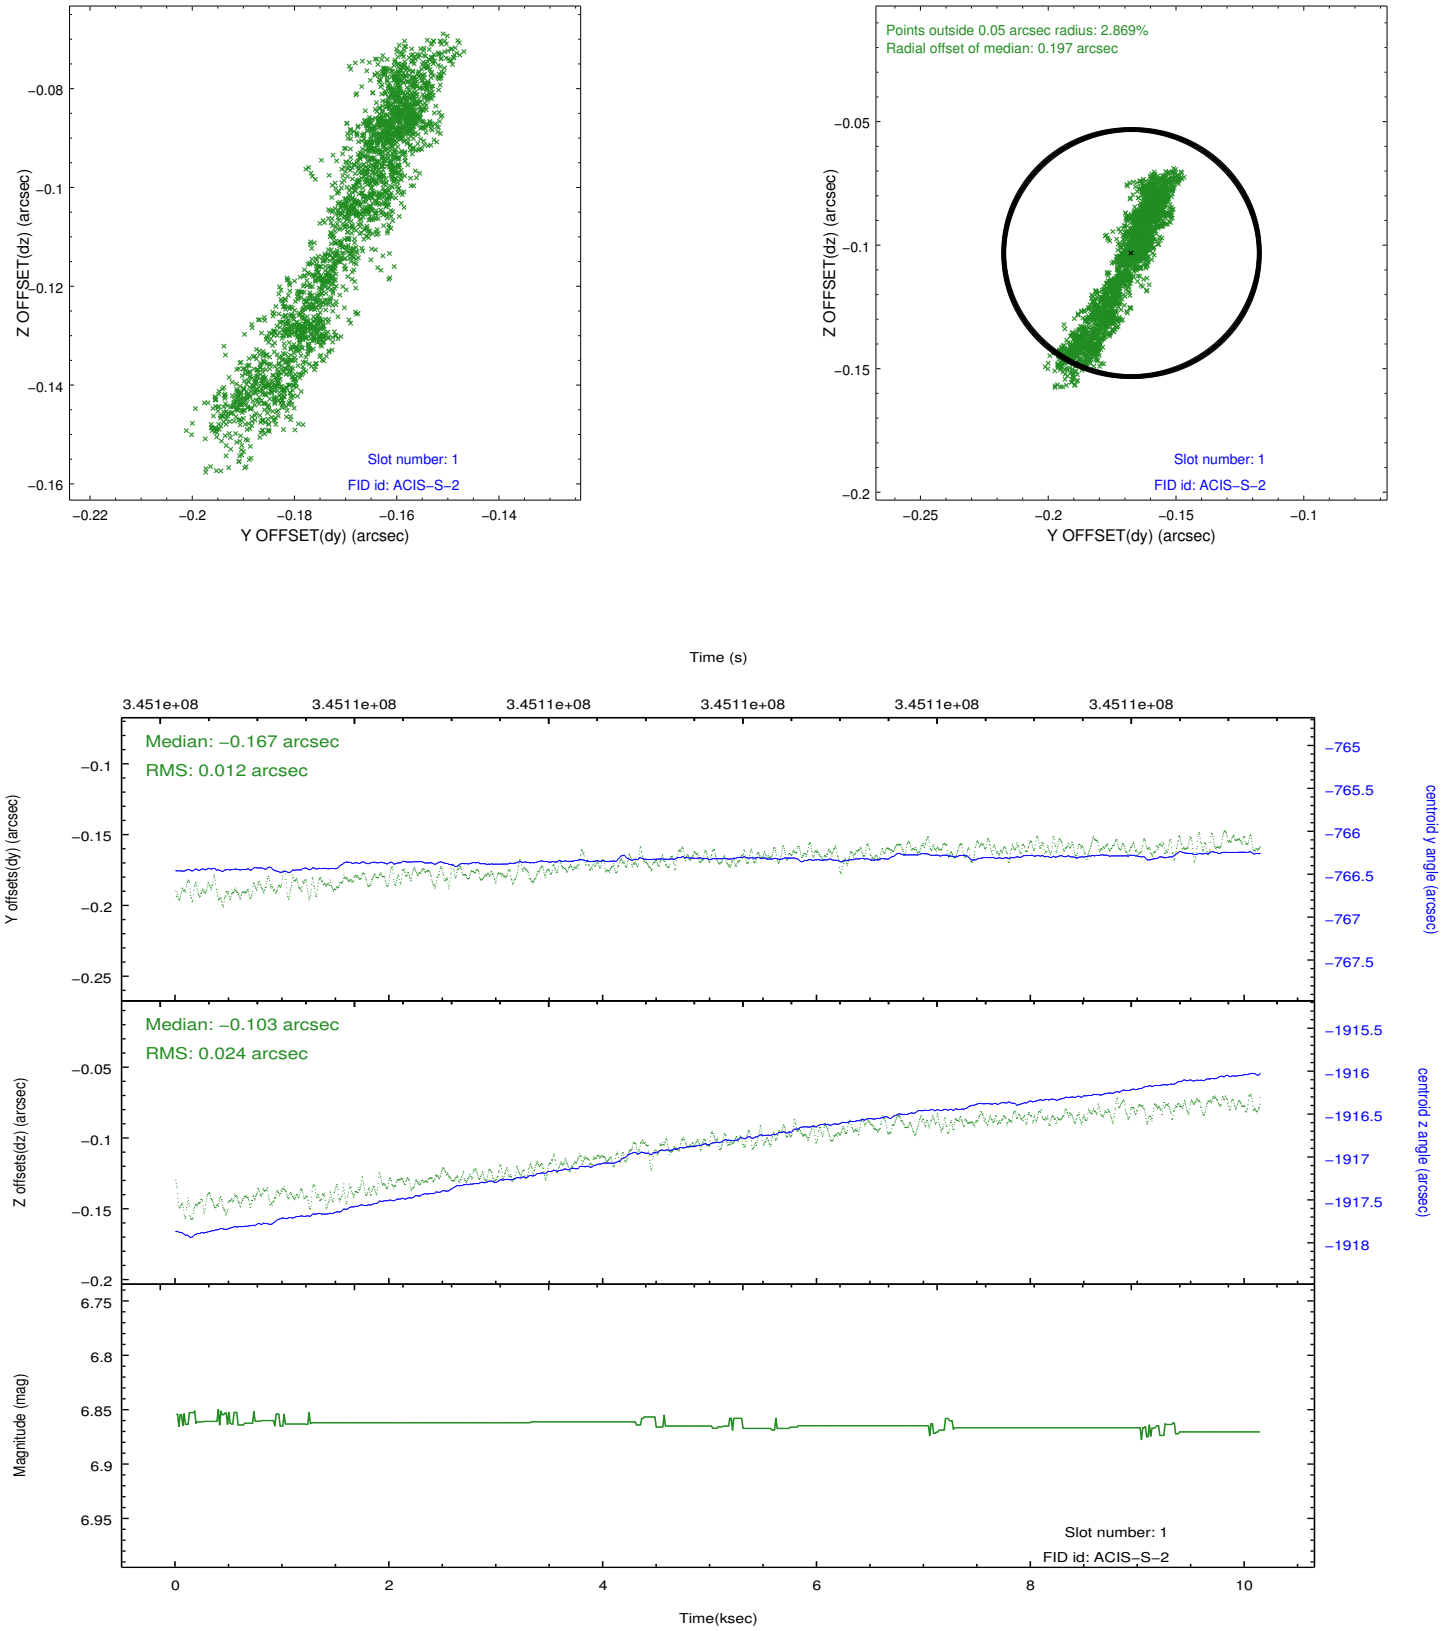 −0.08
−0.1
−0.12
−0.14
−0.16
Z OFFSET(dz) (arcsec)
Slot number: 1
FID id: ACIS−S−2
−0.22 −0.2 −0.18 −0.16 −0.14
Y OFFSET(dy) (arcsec)
Points outside 0.05 arcsec radius: 2.869%
Radial offset of median: 0.197 arcsec
−0.05
−0.1
−0.15
−0.2
Z OFFSET(dz) (arcsec)
Slot number: 1
FID id: ACIS−S−2
−0.25 −0.2 −0.15 −0.1
Y OFFSET(dy) (arcsec)
Time (s)
3.451e+08 3.4511e+08 3.4511e+08 3.4511e+08 3.4511e+08 3.4511e+08
Median: −0.167 arcsec
RMS: 0.012 arcsec
−0.1
−0.15
−0.2
−0.25
Y offsets(dy) (arcsec)
−765
−765.5
−766
−766.5
−767
−767.5
centroid y angle (arcsec)
Median: −0.103 arcsec
RMS: 0.024 arcsec
−0.05
−0.1
−0.15
−0.2
Z offsets(dz) (arcsec)
−1915.5
−1916
−1916.5
−1917
−1917.5
−1918
centroid z angle (arcsec)
6.75
6.8
6.85
6.9
6.95
Magnitude (mag)
Slot number: 1
FID id: ACIS−S−2
0 2 4 6 8 10
Time(ksec)